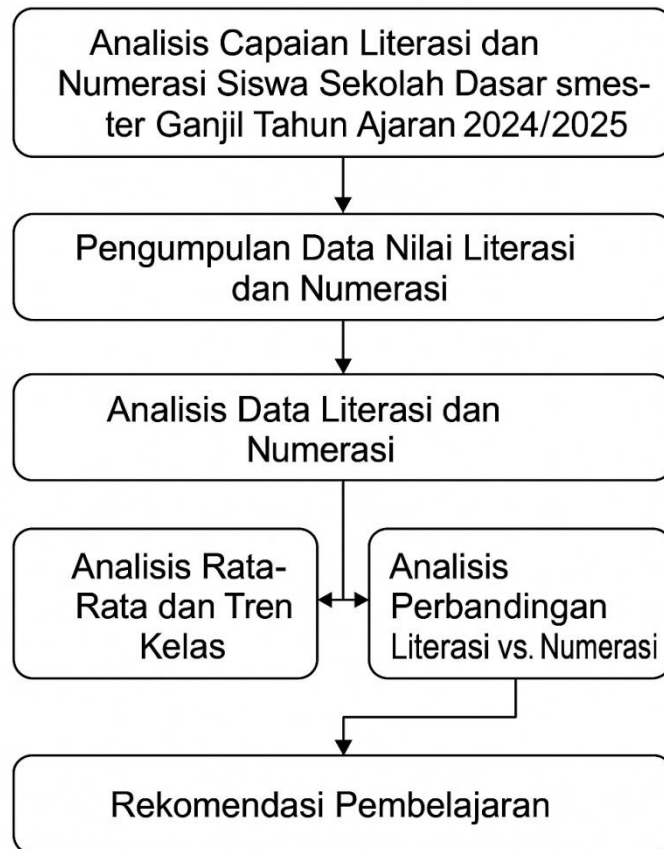 Analisis Capaian Literasi dan
Numerasi Siswa Sekolah Dasar smes-
ter Ganjil Tahun Ajaran 2024/2025
Pengumpulan Data Nilai Literasi
dan Numerasi
Analisis Data Literasi dan
Numerasi
Analisis Rata-
Rata dan Tren
Kelas
Analisis
Perbandingan
Literasi vs. Numerasi
Rekomendasi Pembelajaran